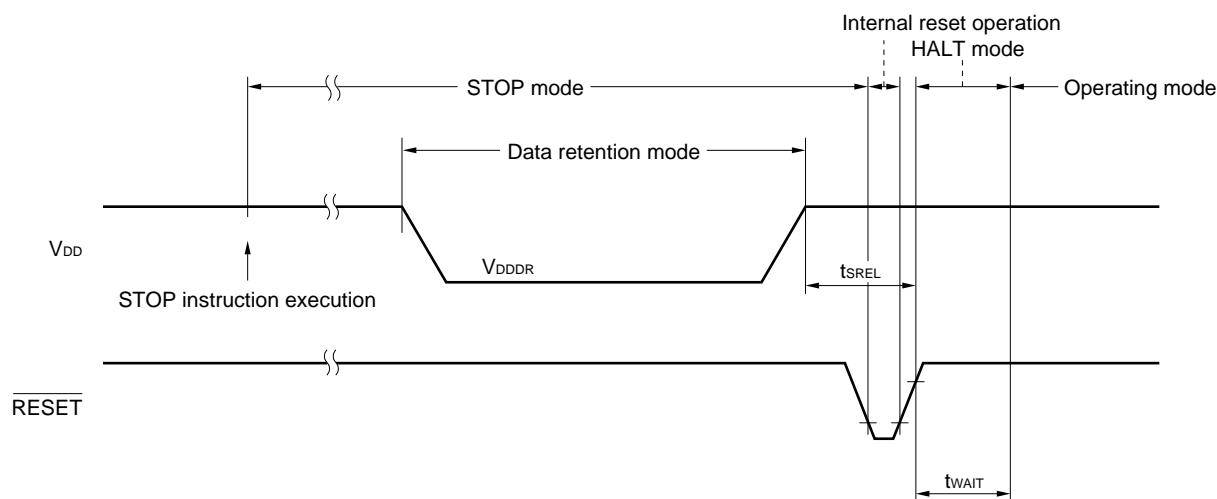 Internal reset operation
HALT mode
STOP mode
Operating mode
Data retention mode
VDD
VDDDR
STOP instruction execution
tSREL
RESET
tWAIT